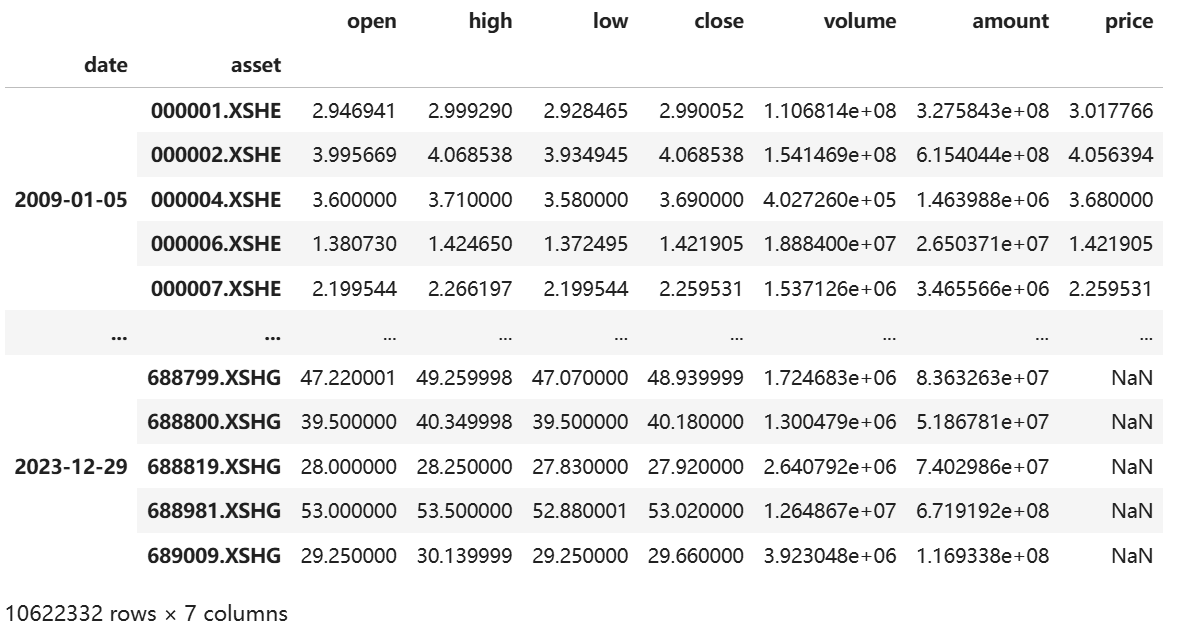 open high low close volume amount price
date asset
000001.XSHE 2.946941 2.999290 2.928465 2.990052 1.106814e+08 3.275843e+08 3.017766
000002.XSHE 3.995669 4.068538 3.934945 4.068538 1.541469e+08 6.154044e+08 4.056394
2009-01-05 000004.XSHE 3.600000 3.710000 3.580000 3.690000 4.027260e+05 1.463988e+06 3.680000
000006.XSHE 1.380730 1.424650 1.372495 1.421905 1.888400e+07 2.650371e+07 1.421905
000007.XSHE 2.199544 2.266197 2.199544 2.259531 1.537126e+06 3.465566e+06 2.259531
... ... ... ... ... ... ... ... ...
688799.XSHG 47.220001 49.259998 47.070000 48.939999 1.724683e+06 8.363263e+07 NaN
688800.XSHG 39.500000 40.349998 39.500000 40.180000 1.300479e+06 5.186781e+07 NaN
2023-12-29 688819.XSHG 28.000000 28.250000 27.830000 27.920000 2.640792e+06 7.402986e+07 NaN
688981.XSHG 53.000000 53.500000 52.880001 53.020000 1.264867e+07 6.719192e+08 NaN
689009.XSHG 29.250000 30.139999 29.250000 29.660000 3.923048e+06 1.169338e+08 NaN
10622332 rows × 7 columns